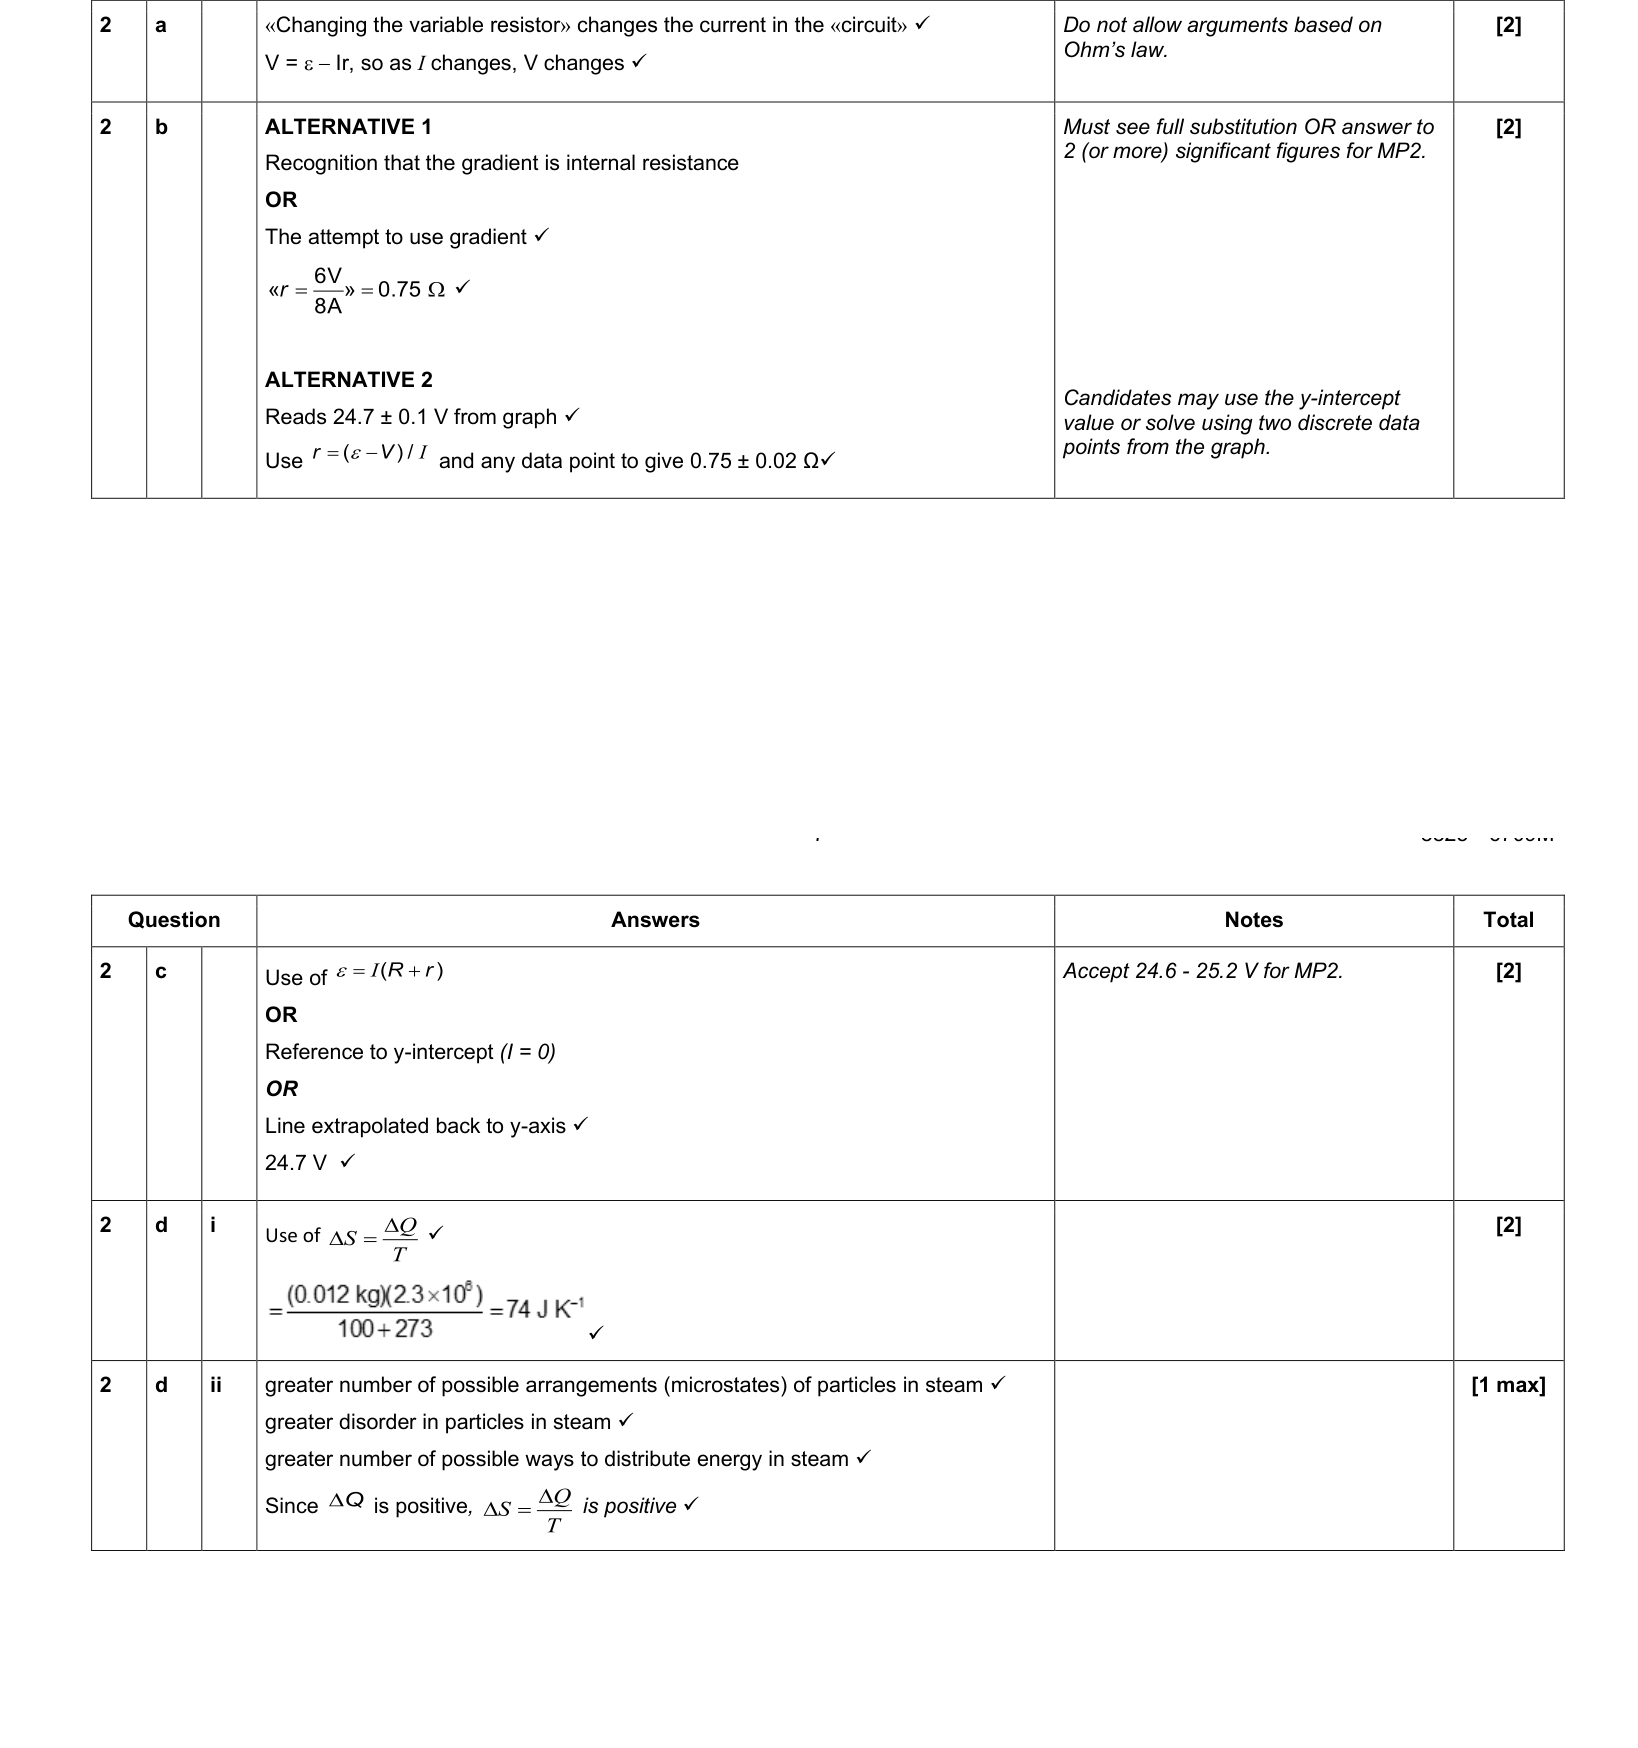 2 a «Changing the variable resistor» changes the current in the «circuit» ✓ Do not allow arguments based on Ohm's law. [2]
V = ε – Ir, so as I changes, V changes ✓
2 b ALTERNATIVE 1 Must see full substitution OR answer to 2 (or more) significant figures for MP2. [2]
Recognition that the gradient is internal resistance
OR
The attempt to use gradient ✓
«r = 6V/8A» = 0.75 Ω ✓
ALTERNATIVE 2
Reads 24.7 ± 0.1 V from graph ✓
Use r = (ε – V) / I and any data point to give 0.75 ± 0.02 Ω✓
Candidates may use the y-intercept
value or solve using two discrete data
points from the graph.
Question Answers Notes Total
2 c Use of ε = I(R + r) Accept 24.6 - 25.2 V for MP2. [2]
OR
Reference to y-intercept (I = 0)
OR
Line extrapolated back to y-axis ✓
24.7 V ✓
2 d i Use of ΔS = ΔQ/T ✓ [2]
= (0.012 kg)(2.3×10⁶)/100+273 = 74 J K⁻¹ ✓
2 d ii greater number of possible arrangements (microstates) of particles in steam ✓ [1 max]
greater disorder in particles in steam ✓
greater number of possible ways to distribute energy in steam ✓
Since ΔQ is positive, ΔS = ΔQ/T is positive ✓